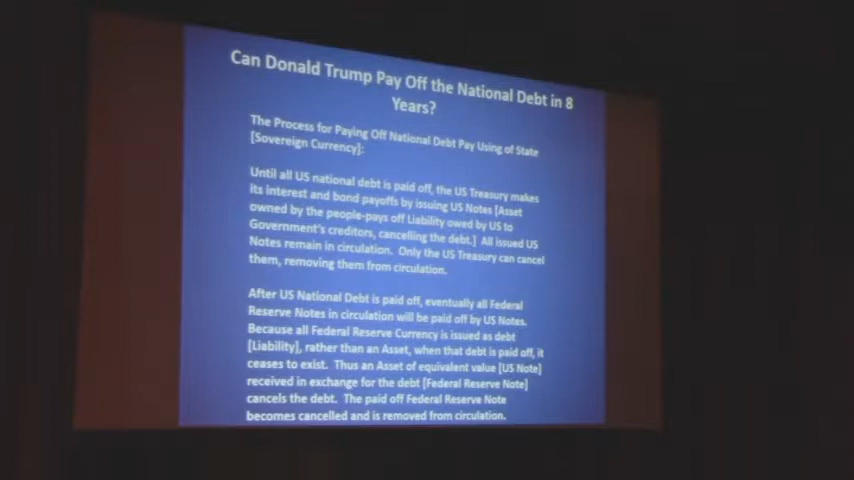 Can Donald Trump Pay Off the National Debt in 8
Years?
The Process for Paying Off National Debt Pay Using of State
[Sovereign Currency]:
Until all US national debt is paid off, the US Treasury makes
its interest and bond payoffs by issuing US Notes [Asset
owned by the people-pays off Liability owed by US to
Government's creditors, cancelling the debt.] All issued US
Notes remain in circulation. Only the US Treasury can cancel
them, removing them from circulation.
After US National Debt is paid off, eventually all Federal
Reserve Notes in circulation will be paid off by US Notes.
Because all Federal Reserve Currency is issued as debt
[Liability], rather than an Asset, when that debt is paid off, it
ceases to exist. Thus an Asset of equivalent value [US Note]
received in exchange for the debt [Federal Reserve Note]
cancels the debt. The paid off Federal Reserve Note
becomes cancelled and is removed from circulation.